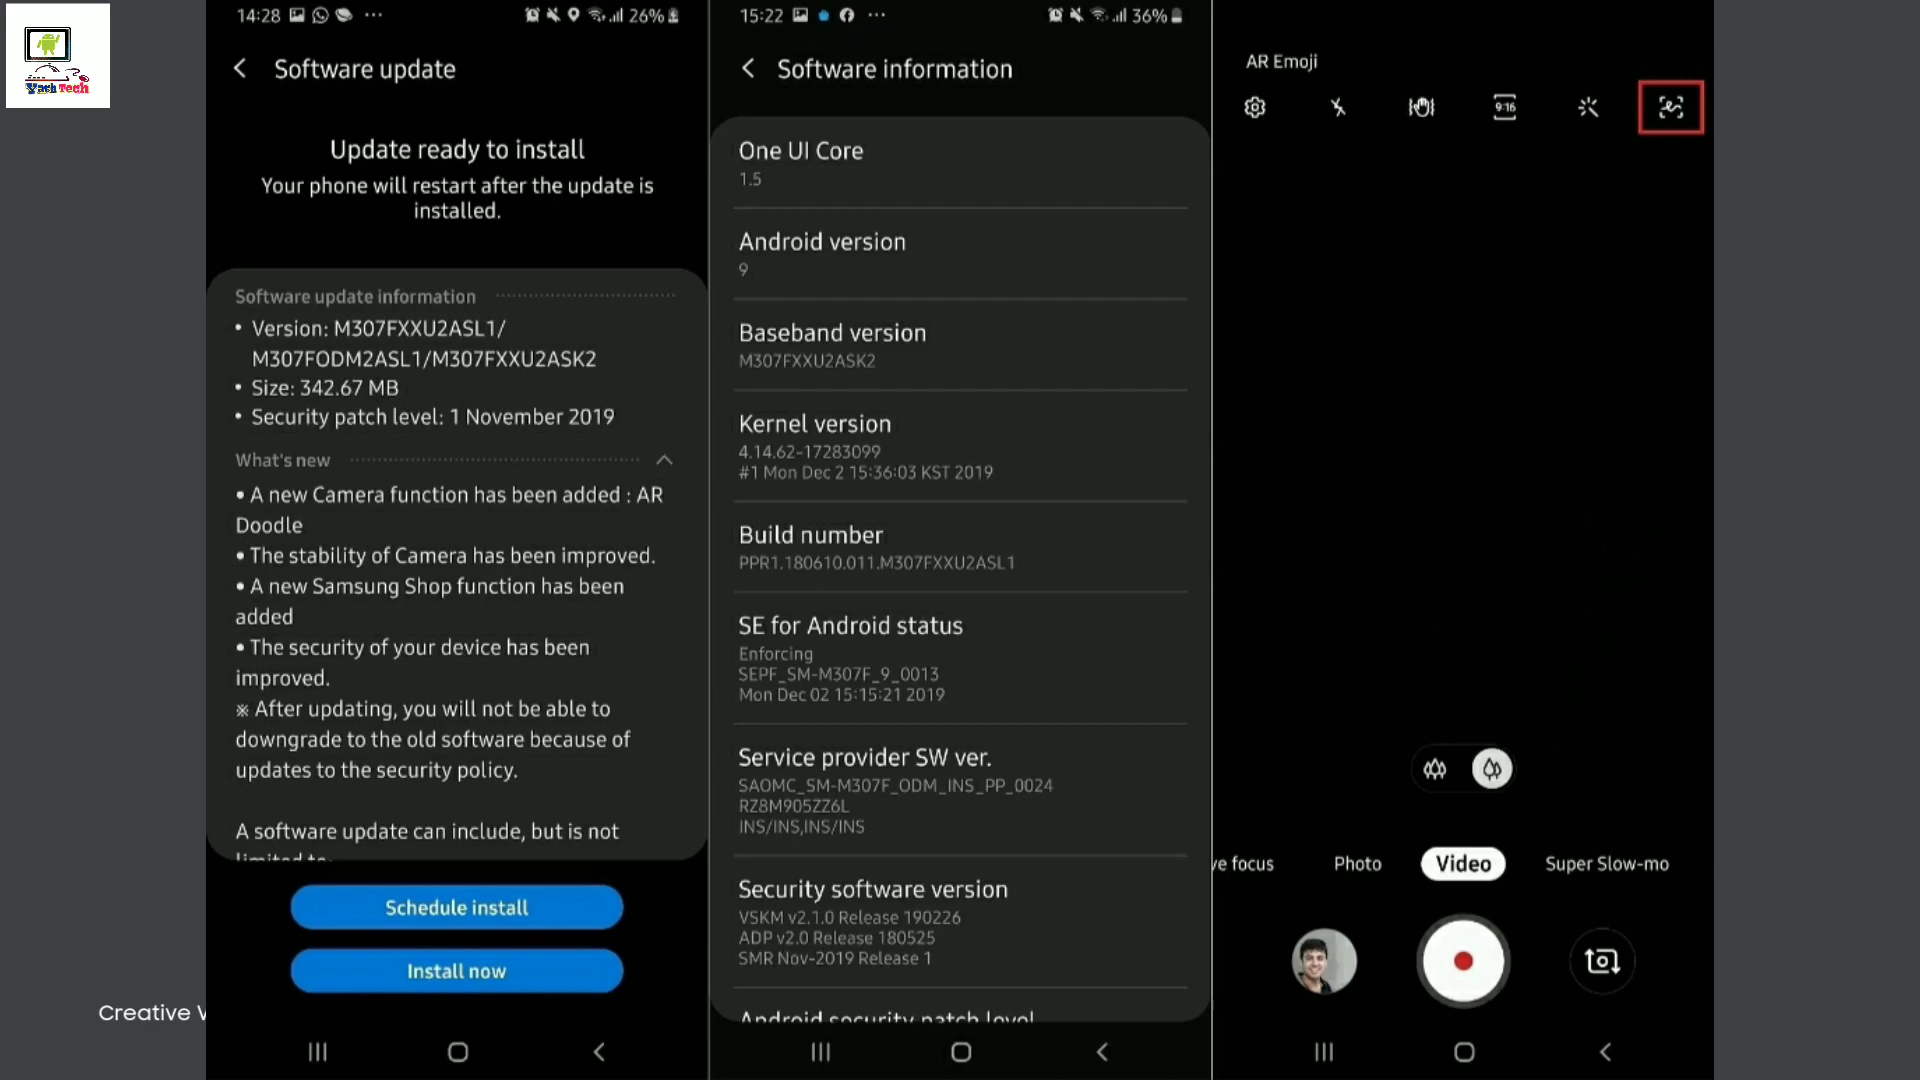 Yash Tech
14:28
26%
Software update
Update ready to install
Your phone will restart after the update is
installed.
Software update information
• Version: M307FXXU2ASL1/
M307FODM2ASL1/M307FXXU2ASK2
• Size: 342.67 MB
• Security patch level: 1 November 2019
What's new
• A new Camera function has been added : AR
Doodle
• The stability of Camera has been improved.
• A new Samsung Shop function has been
added
• The security of your device has been
improved.
※ After updating, you will not be able to
downgrade to the old software because of
updates to the security policy.
A software update can include, but is not
limited to:
Schedule install
Install now
Creative V
15:22
36%
Software information
One UI Core
1.5
Android version
9
Baseband version
M307FXXU2ASK2
Kernel version
4.14.62-17283099
#1 Mon Dec 2 15:36:03 KST 2019
Build number
PPR1.180610.011.M307FXXU2ASL1
SE for Android status
Enforcing
SEPF_SM-M307F_9_0013
Mon Dec 02 15:15:21 2019
Service provider SW ver.
SAOMC_SM-M307F_ODM_INS_PP_0024
RZ8M905ZZ6L
INS/INS,INS/INS
Security software version
VSKM v2.1.0 Release 190226
ADP v2.0 Release 180525
SMR Nov-2019 Release 1
Android security patch level
AR Emoji
9:16
ve focus
Photo
Video
Super Slow-mo